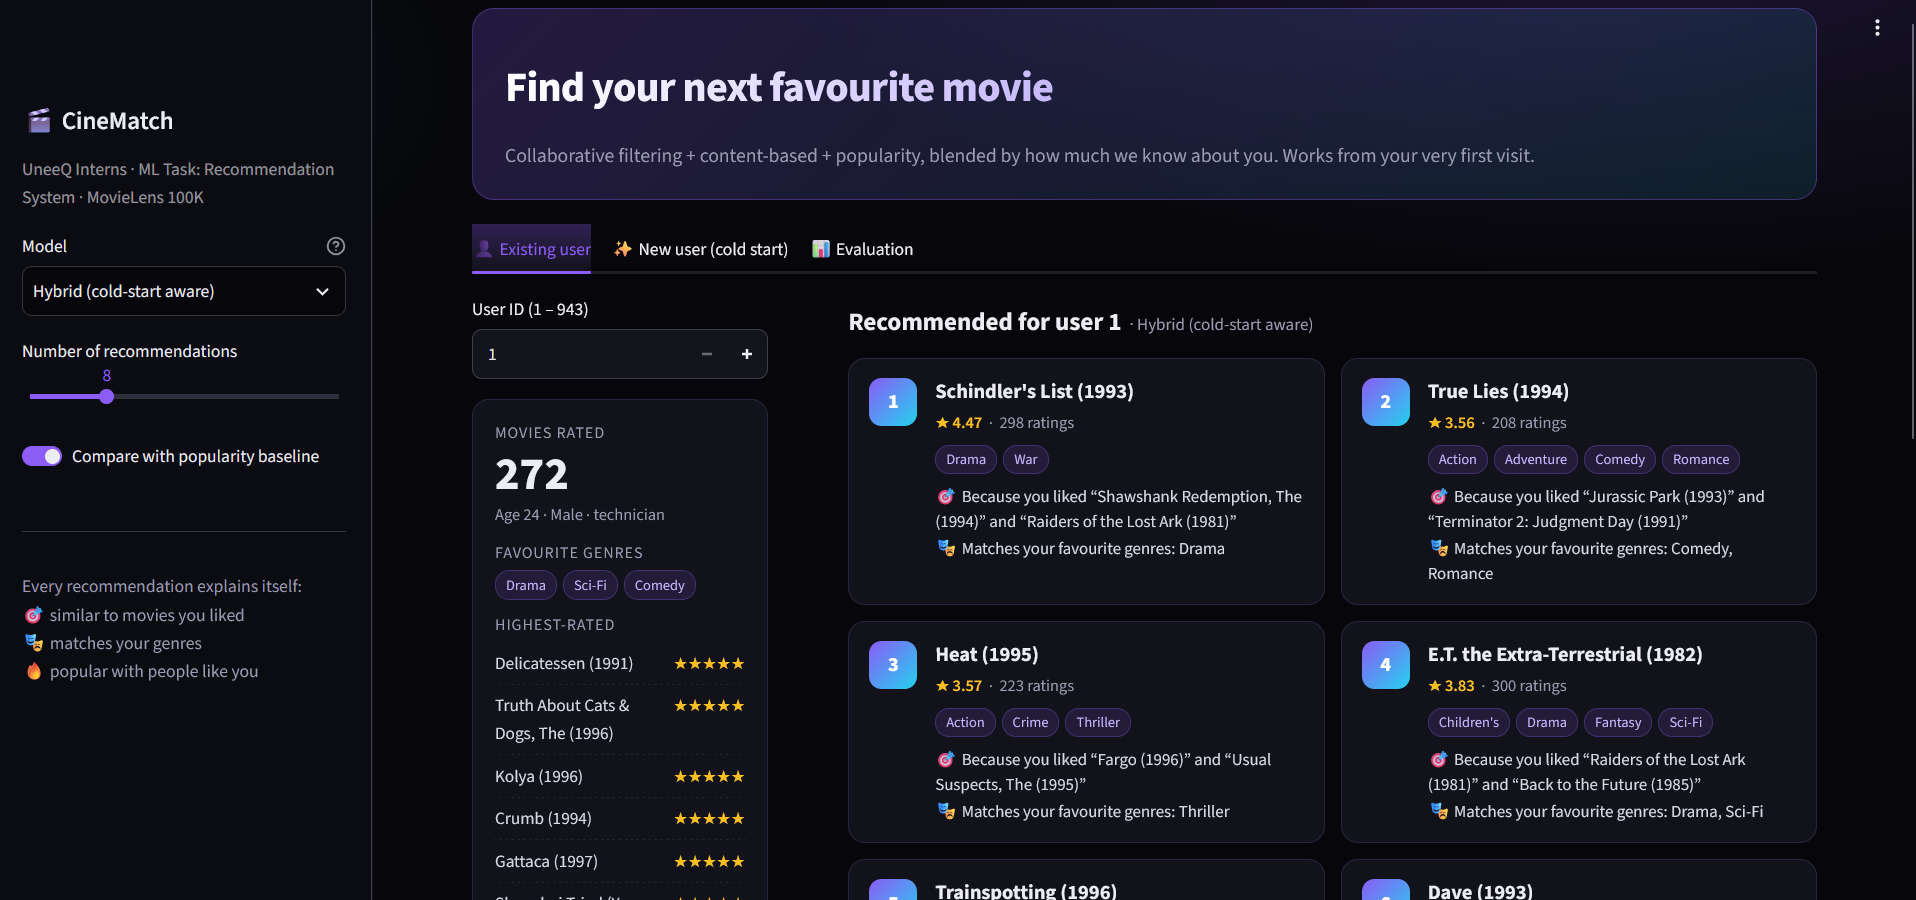 CineMatch
UneeQ Interns · ML Task: Recommendation
System · MovieLens 100K
Model
Hybrid (cold-start aware)
Number of recommendations
8
Compare with popularity baseline
Every recommendation explains itself:
🎯 similar to movies you liked
🎭 matches your genres
🔥 popular with people like you
Find your next favourite movie
Collaborative filtering + content-based + popularity, blended by how much we know about you. Works from your very first visit.
Existing user
New user (cold start)
Evaluation
User ID (1 – 943)
1
MOVIES RATED
272
Age 24 · Male · technician
FAVOURITE GENRES
Drama Sci-Fi Comedy
HIGHEST-RATED
Delicatessen (1991) ★★★★★
Truth About Cats & ★★★★★
Dogs, The (1996)
Kolya (1996) ★★★★★
Crumb (1994) ★★★★★
Gattaca (1997) ★★★★★
Recommended for user 1 · Hybrid (cold-start aware)
1
Schindler's List (1993)
★ 4.47 · 298 ratings
Drama War
🎯 Because you liked “Shawshank Redemption, The
(1994)” and “Raiders of the Lost Ark (1981)”
🎭 Matches your favourite genres: Drama
2
True Lies (1994)
★ 3.56 · 208 ratings
Action Adventure Comedy Romance
🎯 Because you liked “Jurassic Park (1993)” and
“Terminator 2: Judgment Day (1991)”
🎭 Matches your favourite genres: Comedy,
Romance
3
Heat (1995)
★ 3.57 · 223 ratings
Action Crime Thriller
🎯 Because you liked “Fargo (1996)” and “Usual
Suspects, The (1995)”
🎭 Matches your favourite genres: Thriller
4
E.T. the Extra-Terrestrial (1982)
★ 3.83 · 300 ratings
Children's Drama Fantasy Sci-Fi
🎯 Because you liked “Raiders of the Lost Ark
(1981)” and “Back to the Future (1985)”
🎭 Matches your favourite genres: Drama, Sci-Fi
Trainspotting (1996)
Dave (1993)